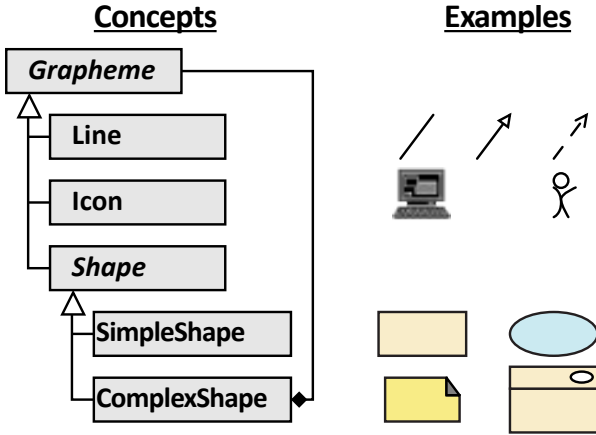 Concepts
Examples
Grapheme
Line
Icon
Shape
SimpleShape
ComplexShape